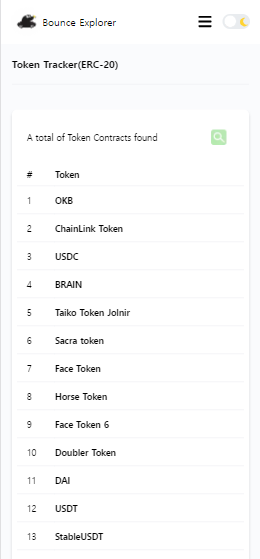 Bounce Explorer
Token Tracker(ERC-20)
A total of Token Contracts found
# Token
1 OKB
2 ChainLink Token
3 USDC
4 BRAIN
5 Taiko Token Jolnir
6 Sacra token
7 Face Token
8 Horse Token
9 Face Token 6
10 Doubler Token
11 DAI
12 USDT
13 StableUSDT